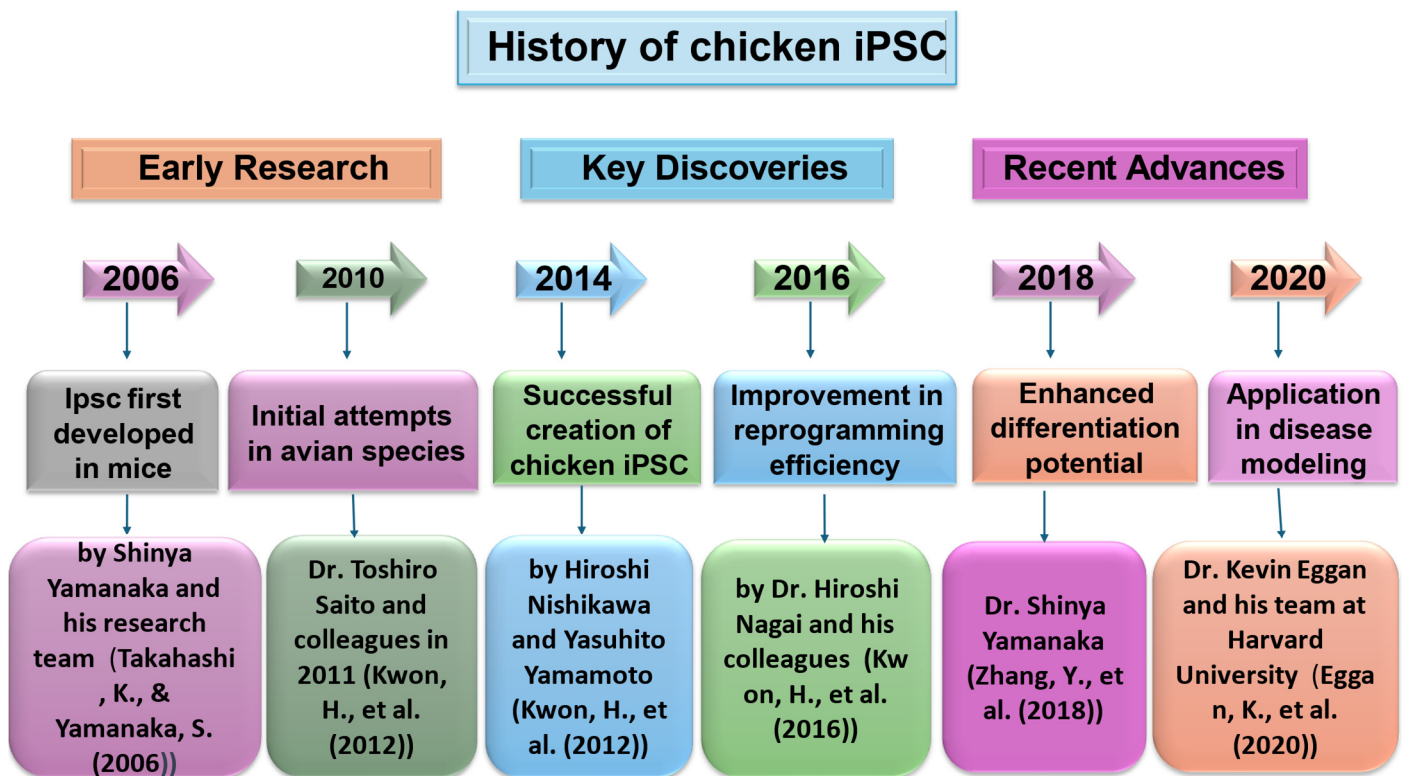 History of chicken iPSC
Early Research
Key Discoveries
Recent Advances
2006
2010
2014
2016
2018
2020
Ipsc first
developed
in mice
Initial attempts
in avian species
Successful
creation of
chicken iPSC
Improvement in
reprogramming
efficiency
Enhanced
differentiation
potential
Application
in disease
modeling
by Shinya
Yamanaka and
his research
team (Takahashi
, K., &
Yamanaka, S.
(2006))
Dr. Toshiro
Saito and
colleagues in
2011 (Kwon,
H., et al.
(2012))
by Hiroshi
Nishikawa
and Yasuhito
Yamamoto
(Kwon, H., et
al. (2012))
by Dr. Hiroshi
Nagai and his
colleagues (Kw
on, H., et al.
(2016))
Dr. Shinya
Yamanaka
(Zhang, Y., et
al. (2018))
Dr. Kevin Eggan
and his team at
Harvard
University (Egga
n, K., et al.
(2020))